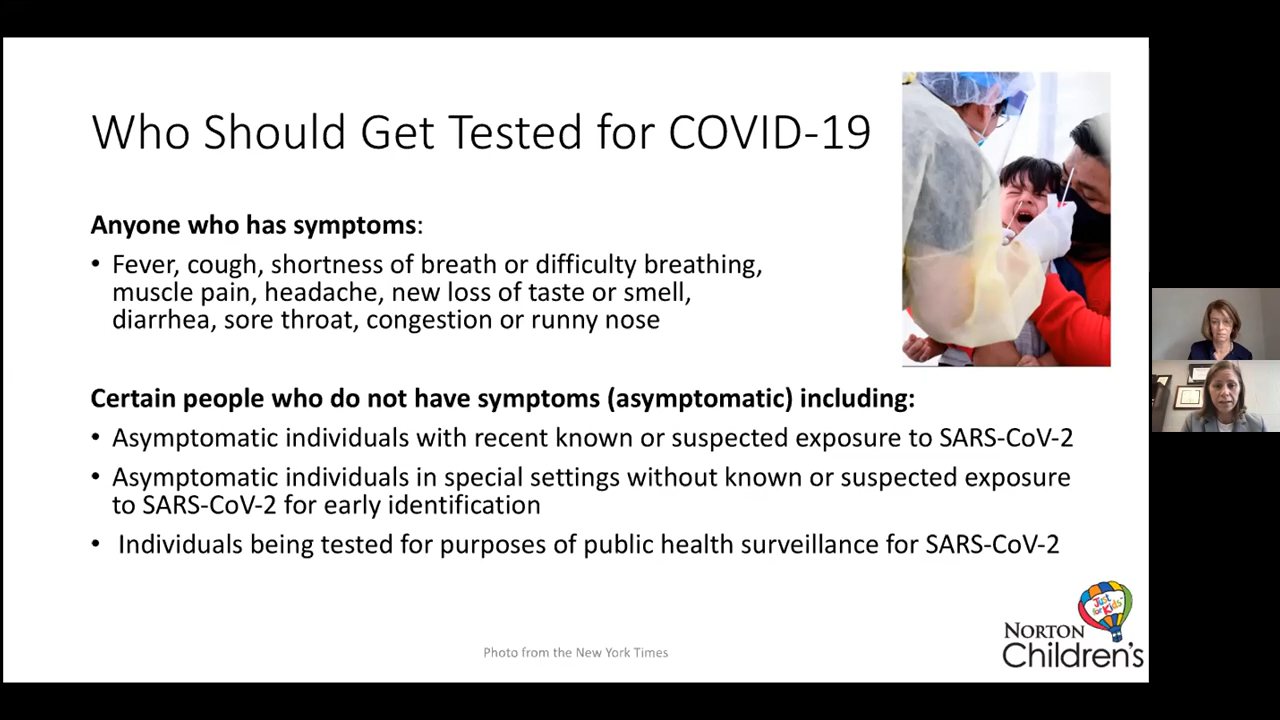 Who Should Get Tested for COVID-19
Anyone who has symptoms:
• Fever, cough, shortness of breath or difficulty breathing,
muscle pain, headache, new loss of taste or smell,
diarrhea, sore throat, congestion or runny nose
Certain people who do not have symptoms (asymptomatic) including:
• Asymptomatic individuals with recent known or suspected exposure to SARS-CoV-2
• Asymptomatic individuals in special settings without known or suspected exposure
to SARS-CoV-2 for early identification
• Individuals being tested for purposes of public health surveillance for SARS-CoV-2
Photo from the New York Times
Just
for Kids
NORTON
Children's